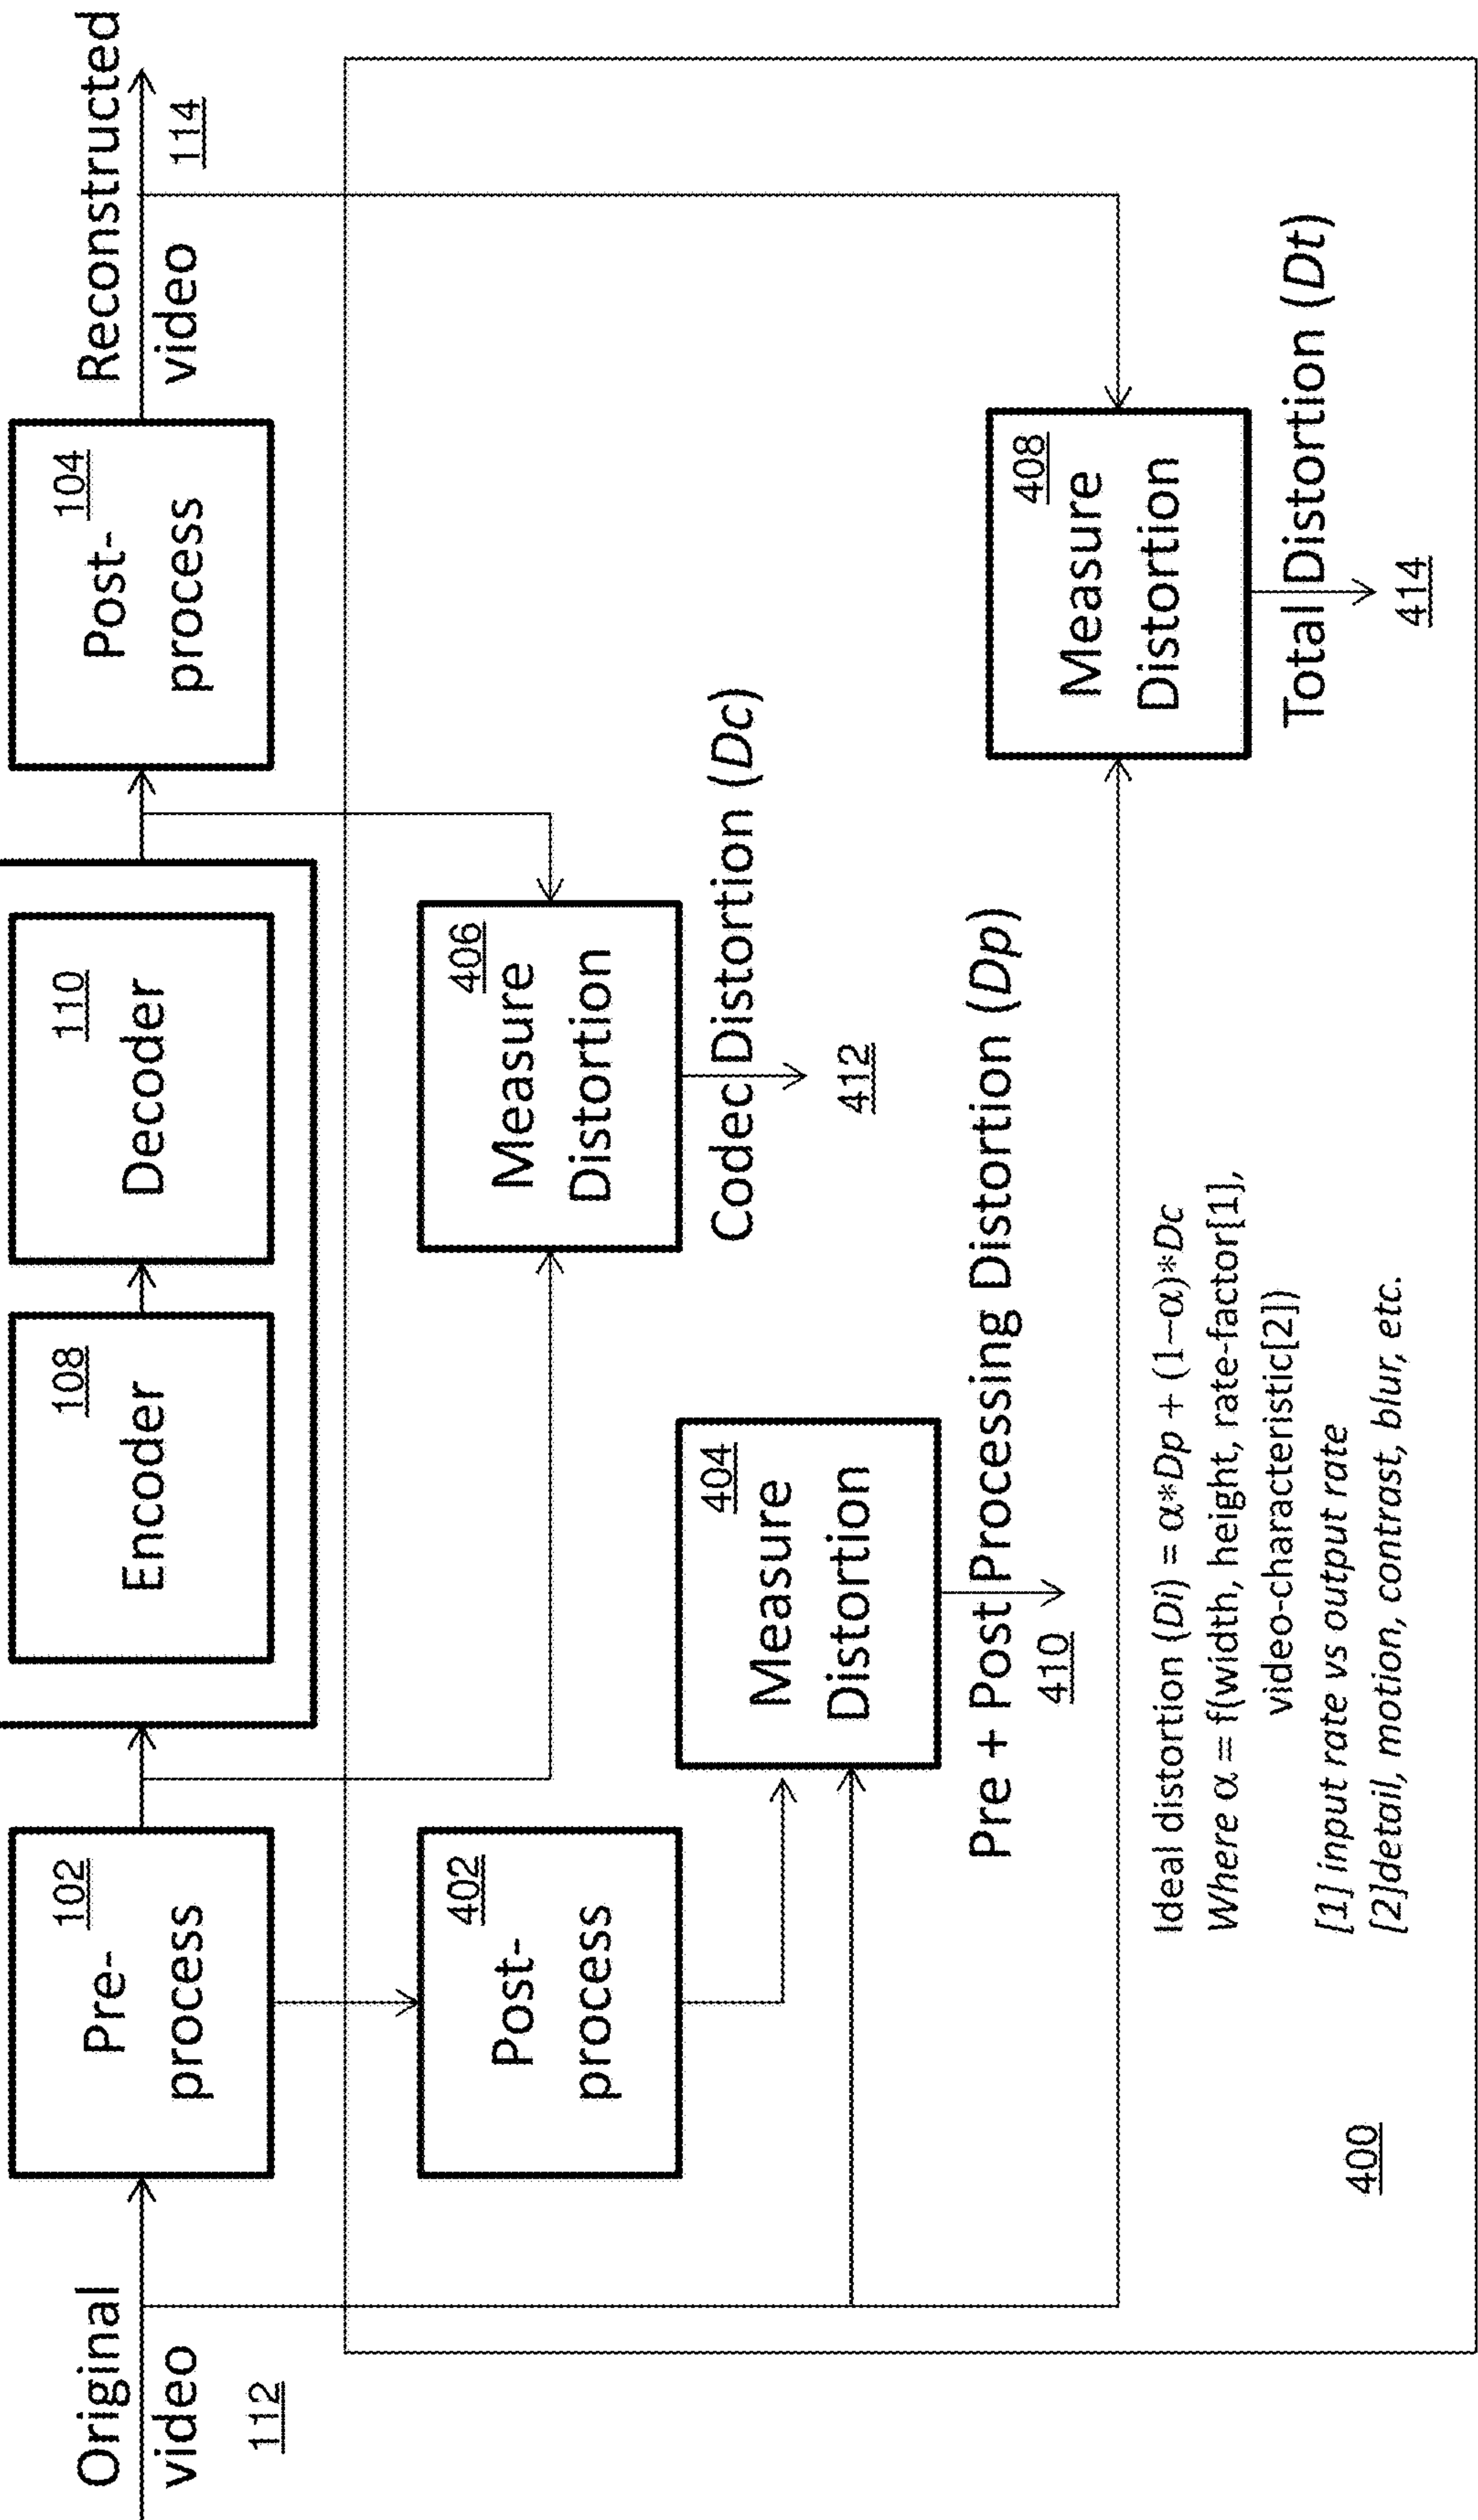 Original
video
112
102
Pre-
process
108
Encoder
110
Decoder
104
Post-
process
Reconstructed
video
114
402
Post-
process
404
Measure
Distortion
Pre + Post Processing Distortion (Dp)
410
406
Measure
Distortion
Codec Distortion (Dc)
412
408
Measure
Distortion
Total Distortion (Dt)
414
Ideal distortion (Di) = α*Dp + (1−α)*Dc
Where α = f(width, height, rate-factor[1],
video-characteristic[2])
[1] input rate vs output rate
[2]detail, motion, contrast, blur, etc.
400